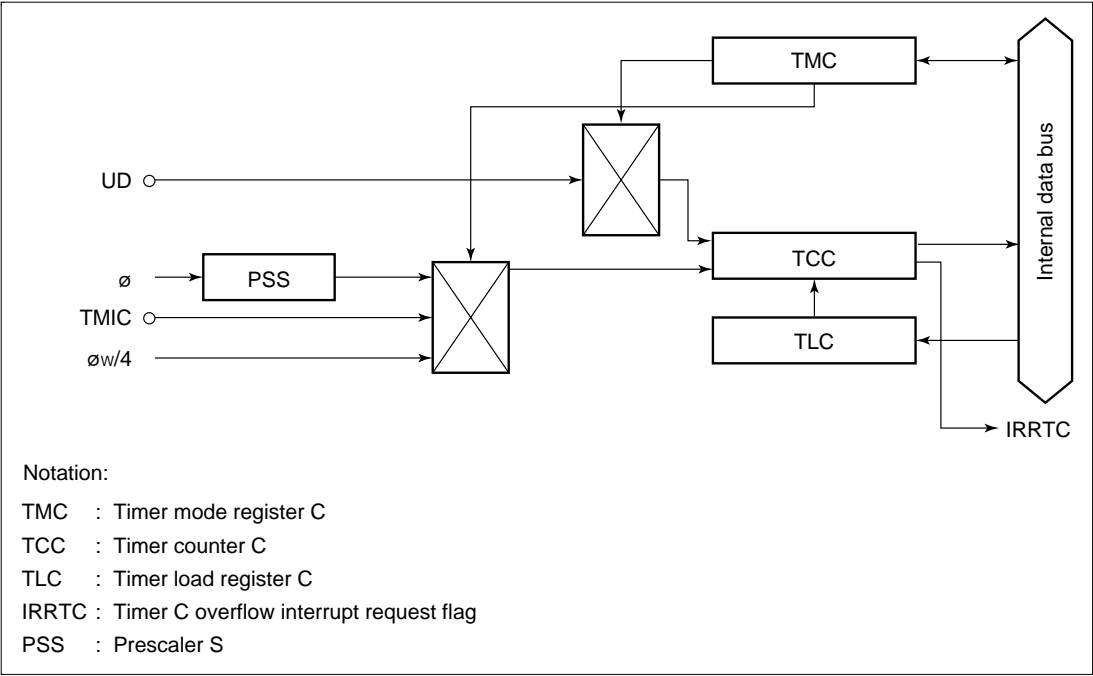 TMC
UD
Internal data bus
TCC
ø
PSS
TMIC
øw/4
TLC
IRRTC
Notation:
TMC : Timer mode register C
TCC : Timer counter C
TLC : Timer load register C
IRRTC : Timer C overflow interrupt request flag
PSS : Prescaler S